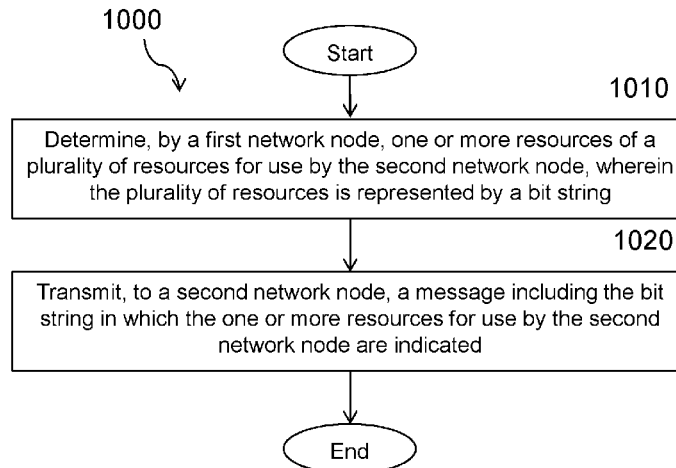 1000
Start
1010
Determine, by a first network node, one or more resources of a
plurality of resources for use by the second network node, wherein
the plurality of resources is represented by a bit string
1020
Transmit, to a second network node, a message including the bit
string in which the one or more resources for use by the second
network node are indicated
End